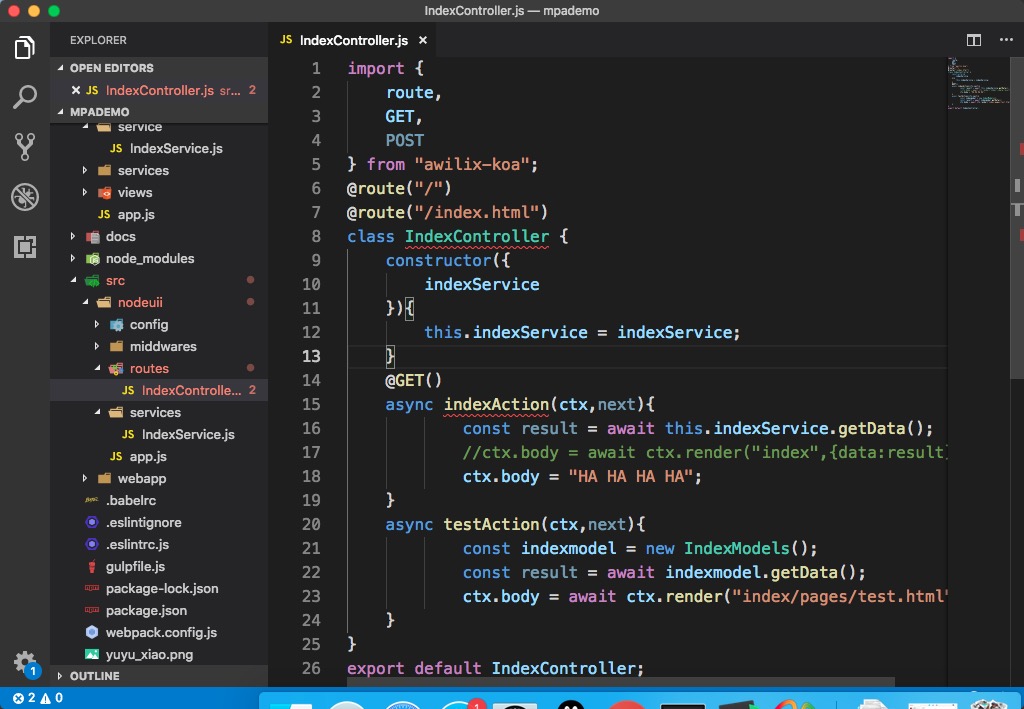 IndexController.js — mpademo
EXPLORER
OPEN EDITORS
JS IndexController.js sr... 2
MPADEMO
service
JS IndexService.js
services
views
JS app.js
docs
node_modules
src
nodeuii
config
middwares
routes
JS IndexControlle... 2
services
JS IndexService.js
JS app.js
webapp
.babelrc
.eslintignore
.eslintrc.js
gulpfile.js
package-lock.json
package.json
webpack.config.js
yuyu_xiao.png
OUTLINE
1
2 0
JS IndexController.js
1 import {
2 route,
3 GET,
4 POST
5 } from "awilix-koa";
6 @route("/")
7 @route("/index.html")
8 class IndexController {
9 constructor({
10 indexService
11 }){
12 this.indexService = indexService;
13 }
14 @GET()
15 async indexAction(ctx,next){
16 const result = await this.indexService.getData();
17 //ctx.body = await ctx.render("index",{data:result}
18 ctx.body = "HA HA HA HA";
19 }
20 async testAction(ctx,next){
21 const indexmodel = new IndexModels();
22 const result = await indexmodel.getData();
23 ctx.body = await ctx.render("index/pages/test.html"
24 }
25 }
26 export default IndexController;
1